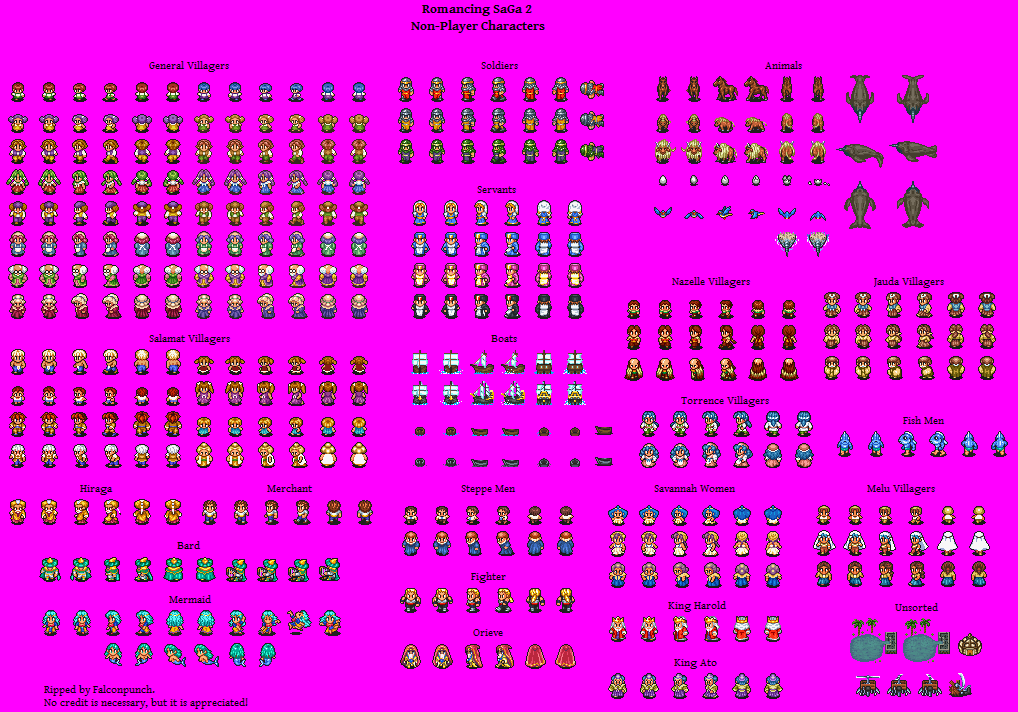 Romancing SaGa 2
Non-Player Characters
General Villagers
Soldiers
Animals
Servants
Nazelle Villagers
Jauda Villagers
Salamat Villagers
Boats
Torrence Villagers
Fish Men
Hiraga
Merchant
Steppe Men
Savannah Women
Melu Villagers
Bard
Fighter
Mermaid
King Harold
Unsorted
Orieve
King Ato
Ripped by Falconpunch.
No credit is necessary, but it is appreciated!